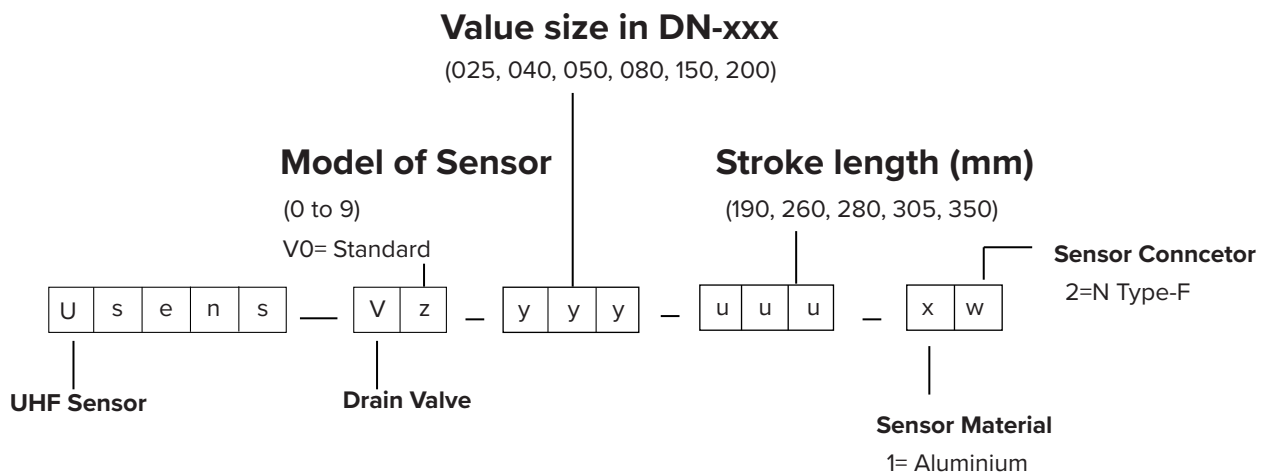 Value size in DN-xxx
(025, 040, 050, 080, 150, 200)
Model of Sensor
Stroke length (mm)
(0 to 9)
(190, 260, 280, 305, 350)
V0= Standard
Sensor Conncetor
2=N Type-F
U s e n s — V z – y y y – u u u – x w
UHF Sensor
Drain Valve
Sensor Material
1= Aluminium